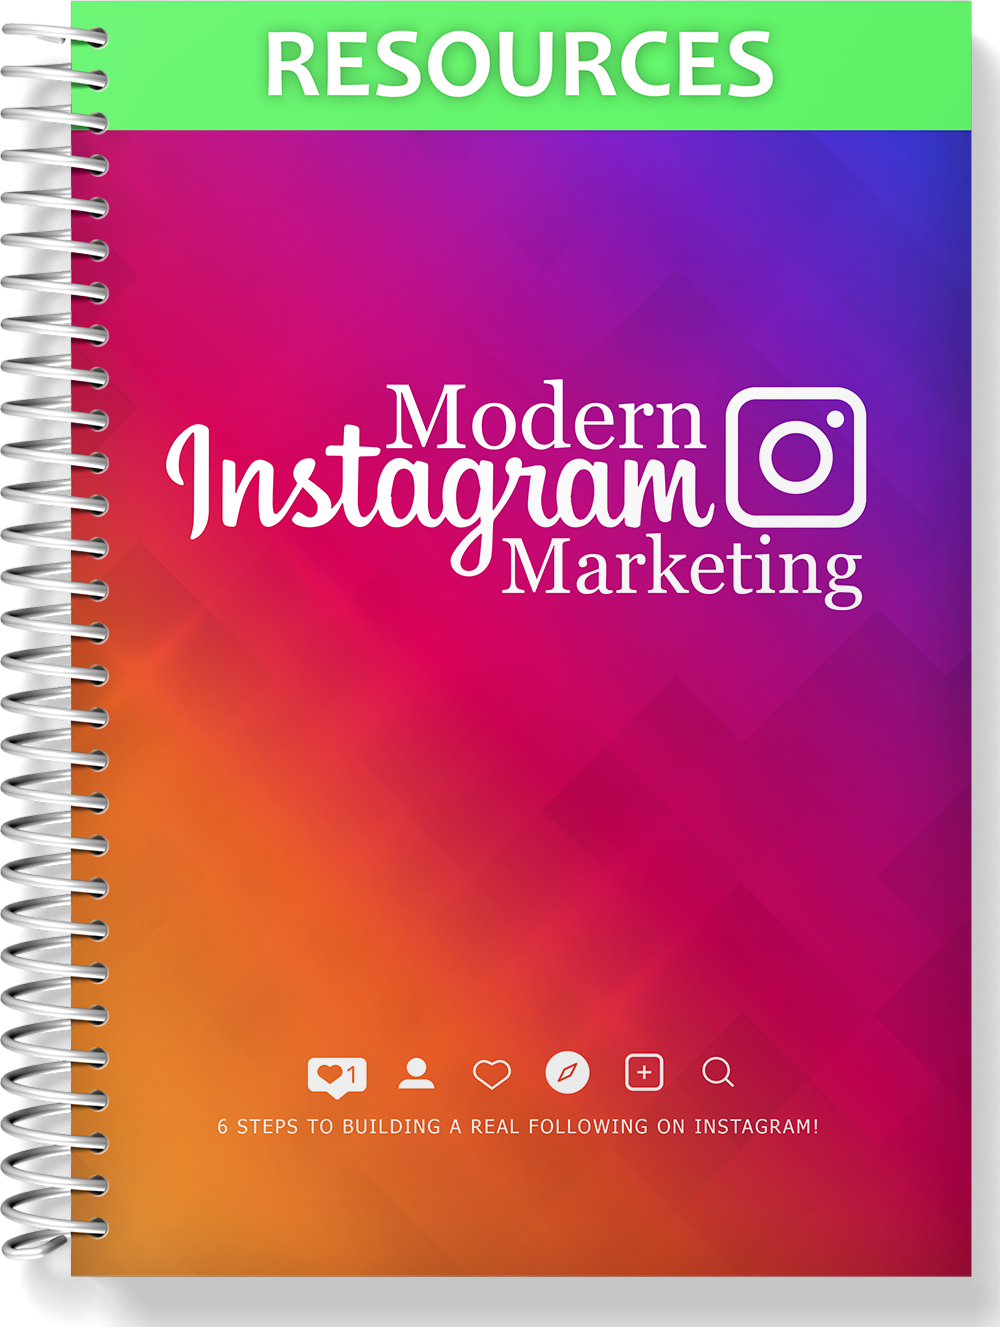 RESOURCES
Modern
Instagram
Marketing
1
6 STEPS TO BUILDING A REAL FOLLOWING ON INSTAGRAM!